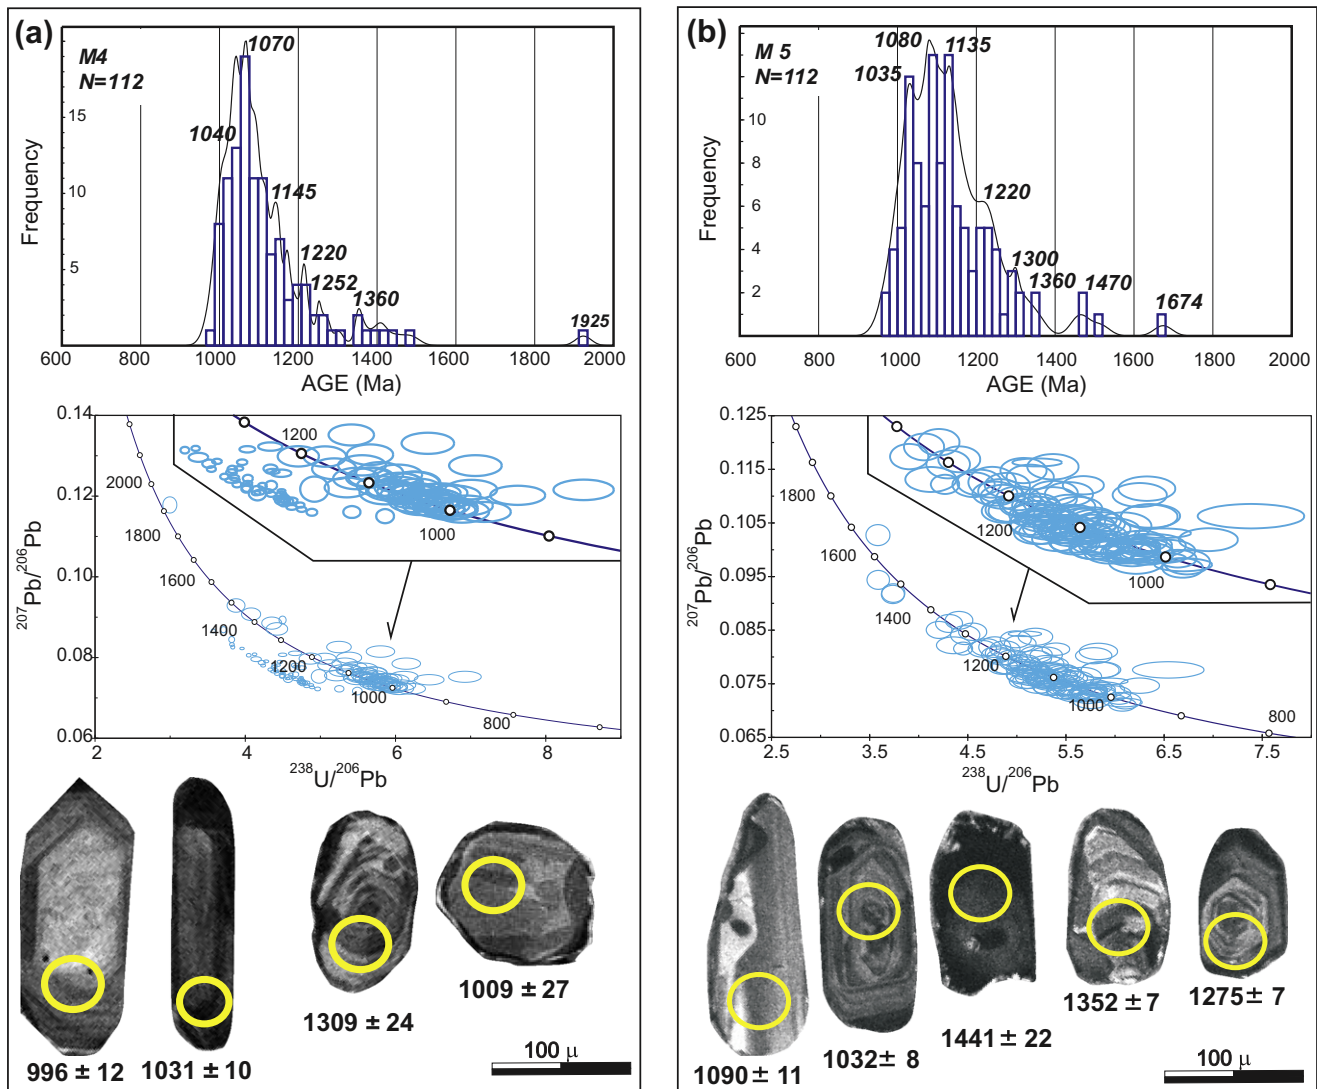 (a)
M4
N=112
1070
1040
1145
1220
1252
1360
1925
Frequency
15
10
5
600 800 1000 1200 1400 1600 1800 2000
AGE (Ma)
0.14
0.12
0.10
0.08
0.06
207Pb/206Pb
1200
1000
2000
1800
1600
1400
1200
1000
800
2 4 6 8
238U/206Pb
996 ± 12
1031 ± 10
1309 ± 24
1009 ± 27
100 µ
(b)
M 5
N=112
1080
1135
1035
1220
1300
1360
1470
1674
Frequency
10
8
6
4
2
600 800 1000 1200 1400 1600 1800 2000
AGE (Ma)
0.125
0.115
0.105
0.095
0.085
0.075
0.065
207Pb/206Pb
1200
1000
1800
1600
1400
1200
1000
800
2.5 3.5 4.5 5.5 6.5 7.5
238U/206Pb
1090 ± 11
1032± 8
1441± 22
1352 ± 7
1275± 7
100 µ